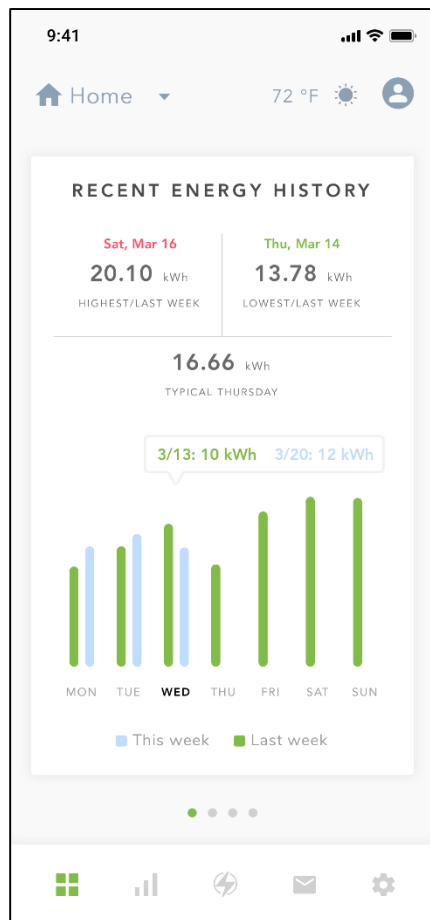 9:41
Home 72 °F
RECENT ENERGY HISTORY
Sat, Mar 16 Thu, Mar 14
20.10 kWh 13.78 kWh
HIGHEST/LAST WEEK LOWEST/LAST WEEK
16.66 kWh
TYPICAL THURSDAY
3/13: 10 kWh 3/20: 12 kWh
MON TUE WED THU FRI SAT SUN
This week Last week